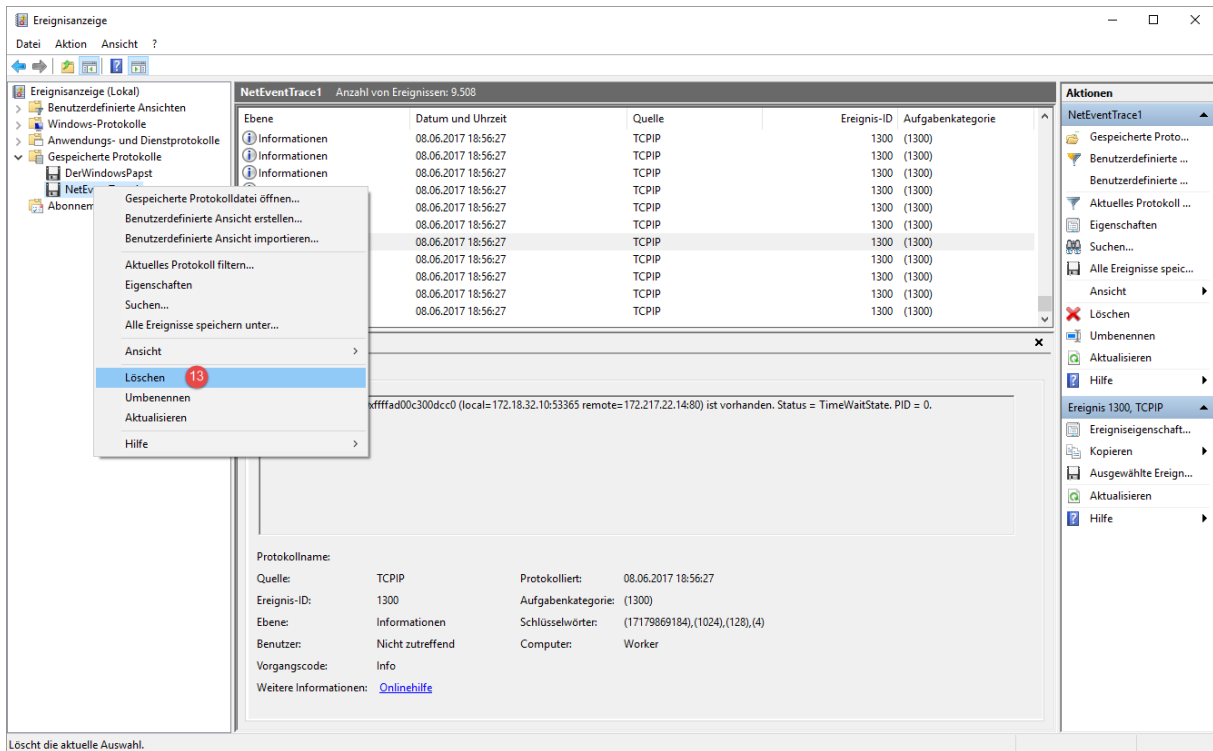 Ereignisanzeige
Datei Aktion Ansicht ?
Ereignisanzeige (Lokal)
Benutzerdefinierte Ansichten
Windows-Protokolle
Anwendungs- und Dienstprotokolle
Gespeicherte Protokolle
DerWindowsPapst
Gespeicherte Protokolldatei öffnen...
Benutzerdefinierte Ansicht erstellen...
Benutzerdefinierte Ansicht importieren...
Aktuelles Protokoll filtern...
Eigenschaften
Suchen...
Alle Ereignisse speichern unter...
Ansicht
Löschen 13
Umbenennen
Aktualisieren
Hilfe
NetEventTrace1 Anzahl von Ereignissen: 9.508
Ebene Datum und Uhrzeit Quelle Ereignis-ID Aufgabenkategorie
Informationen 08.06.2017 18:56:27 TCPIP 1300 (1300)
Informationen 08.06.2017 18:56:27 TCPIP 1300 (1300)
Informationen 08.06.2017 18:56:27 TCPIP 1300 (1300)
08.06.2017 18:56:27 TCPIP 1300 (1300)
08.06.2017 18:56:27 TCPIP 1300 (1300)
08.06.2017 18:56:27 TCPIP 1300 (1300)
08.06.2017 18:56:27 TCPIP 1300 (1300)
08.06.2017 18:56:27 TCPIP 1300 (1300)
08.06.2017 18:56:27 TCPIP 1300 (1300)
08.06.2017 18:56:27 TCPIP 1300 (1300)
08.06.2017 18:56:27 TCPIP 1300 (1300)
xffffad00c300dcc0 (local=172.18.32.10:53365 remote=172.217.22.14:80) ist vorhanden. Status = TimeWaitState. PID = 0.
Protokollname:
Quelle: TCPIP Protokolliert: 08.06.2017 18:56:27
Ereignis-ID: 1300 Aufgabenkategorie: (1300)
Ebene: Informationen Schlüsselwörter: (17179869184),(1024),(128),(4)
Benutzer: Nicht zutreffend Computer: Worker
Vorgangscode: Info
Weitere Informationen: Onlinehilfe
Aktionen
NetEventTrace1
Gespeicherte Proto...
Benutzerdefinierte ...
Benutzerdefinierte ...
Aktuelles Protokoll ...
Eigenschaften
Suchen...
Alle Ereignisse speic...
Ansicht
Löschen
Umbenennen
Aktualisieren
Hilfe
Ereignis 1300, TCPIP
Ereigniseigenschaft...
Kopieren
Ausgewählte Ereign...
Aktualisieren
Hilfe
Löscht die aktuelle Auswahl.